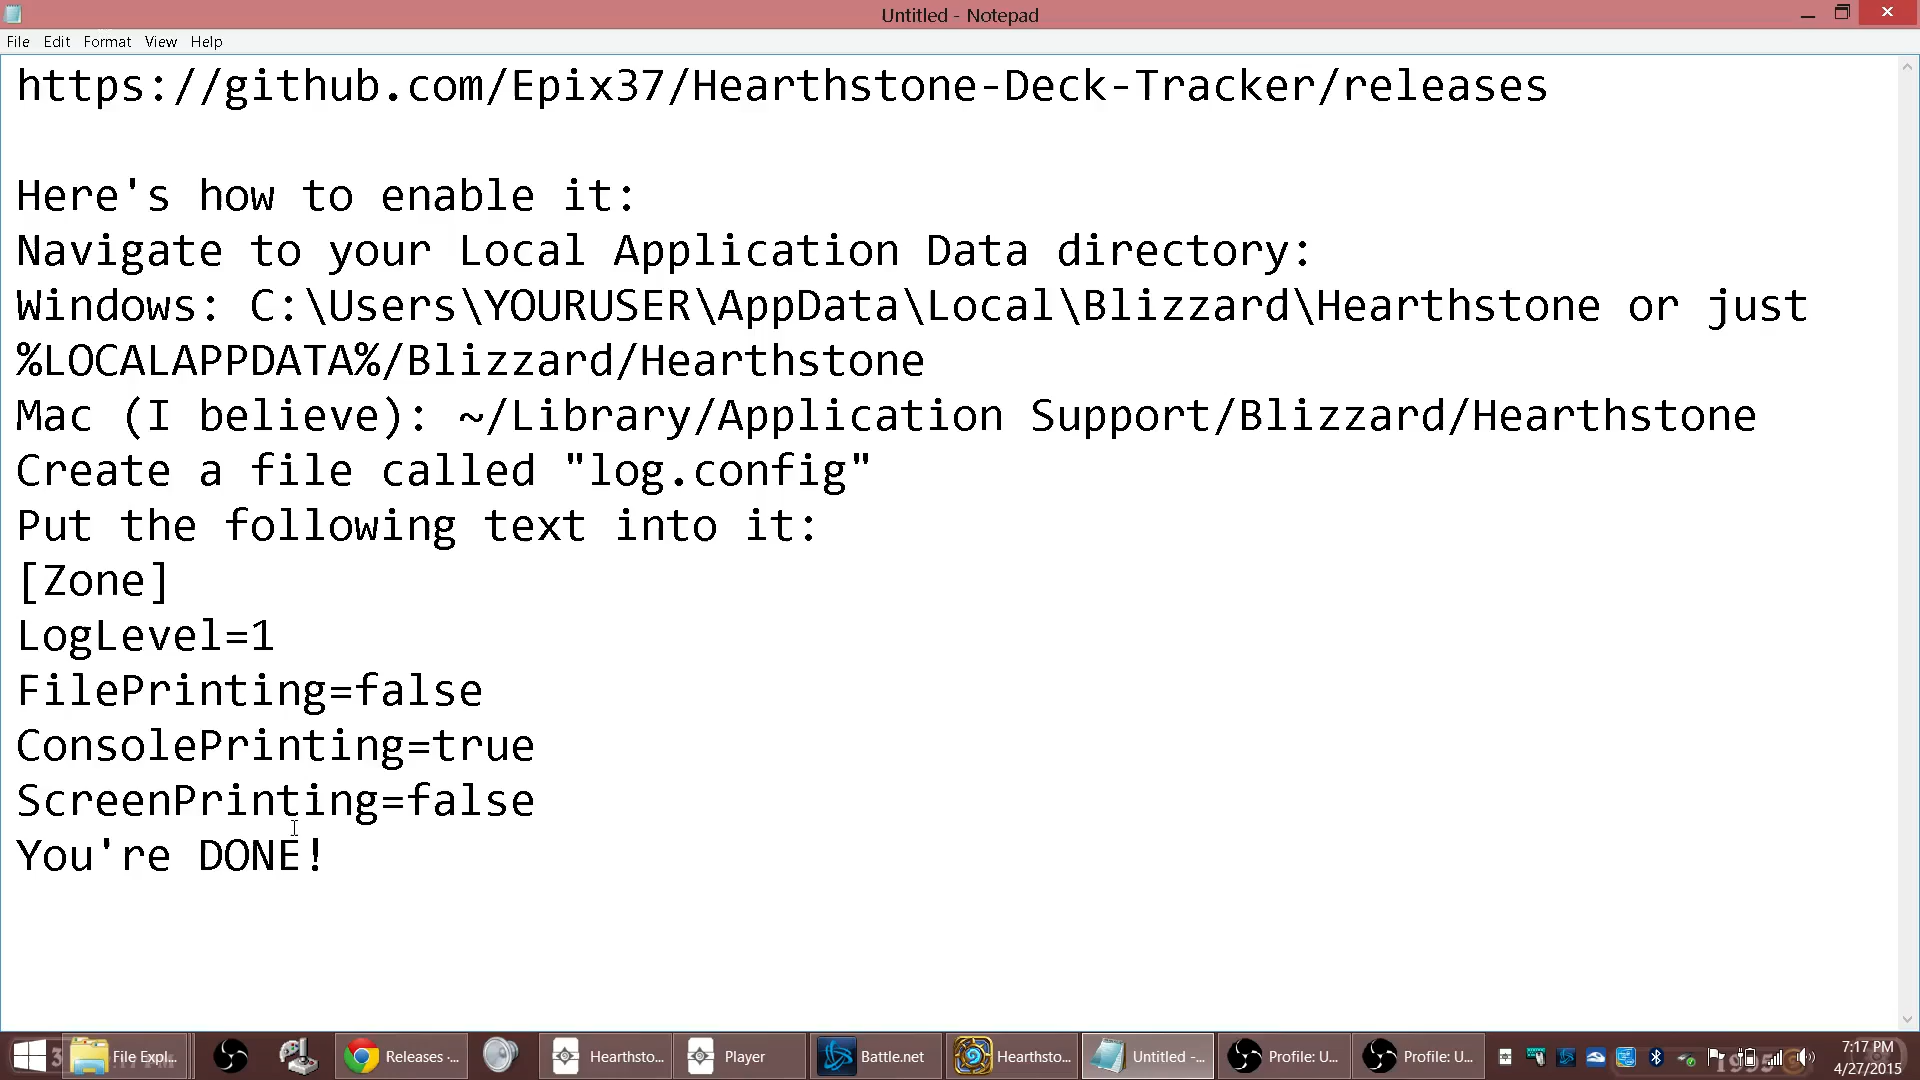 Untitled - Notepad
File Edit Format View Help
https://github.com/Epix37/Hearthstone-Deck-Tracker/releases
Here's how to enable it:
Navigate to your Local Application Data directory:
Windows: C:\Users\YOURUSER\AppData\Local\Blizzard\Hearthstone or just
%LOCALAPPDATA%/Blizzard/Hearthstone
Mac (I believe): ~/Library/Application Support/Blizzard/Hearthstone
Create a file called "log.config"
Put the following text into it:
[Zone]
LogLevel=1
FilePrinting=false
ConsolePrinting=true
ScreenPrinting=false
You're DONE!
File Expl... Releases -... Hearthsto... Player Battle.net Hearthsto... Untitled -... Profile: U... Profile: U... 7:17 PM
4/27/2015